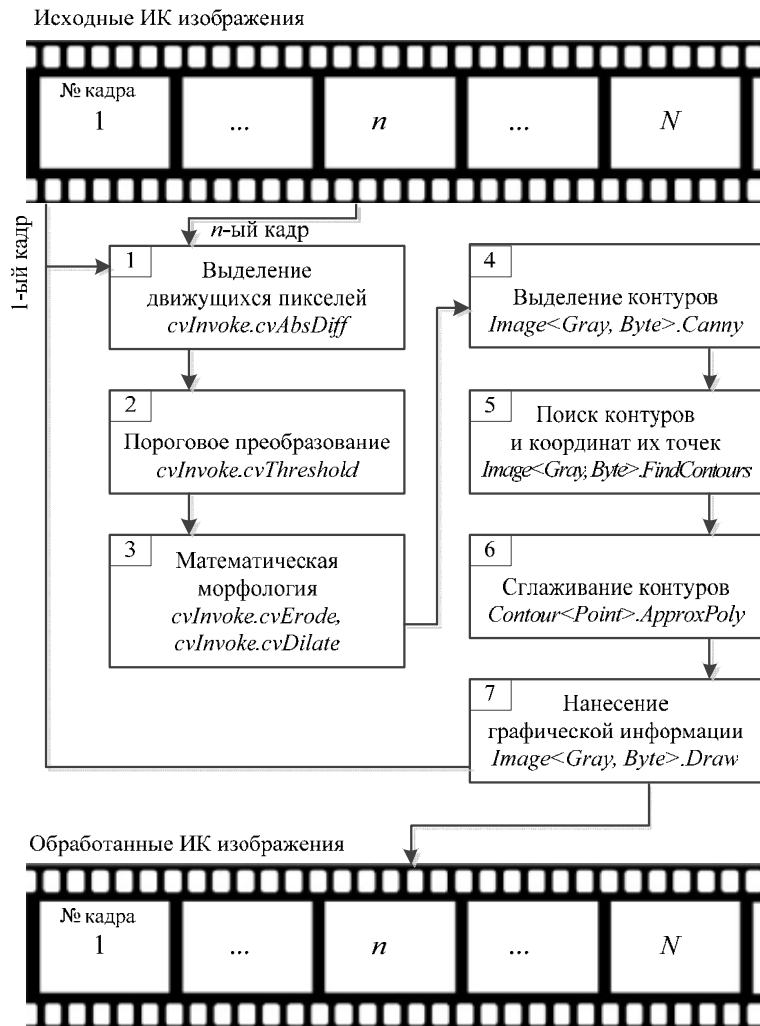 Исходные ИК изображения
№ кадра
1
...
n
...
N
1-ый кадр
n-ый кадр
1
Выделение
движущихся пикселей
cvInvoke.cvAbsDiff
2
Пороговое преобразование
cvInvoke.cvThreshold
3
Математическая
морфология
cvInvoke.cvErode,
cvInvoke.cvDilate
4
Выделение контуров
Image<Gray, Byte>.Canny
5
Поиск контуров
и координат их точек
Image<Gray,Byte>.FindContours
6
Сглаживание контуров
Contour<Point>.ApproxPoly
7
Нанесение
графической информации
Image<Gray, Byte>.Draw
Обработанные ИК изображения
№ кадра
1
...
n
...
N